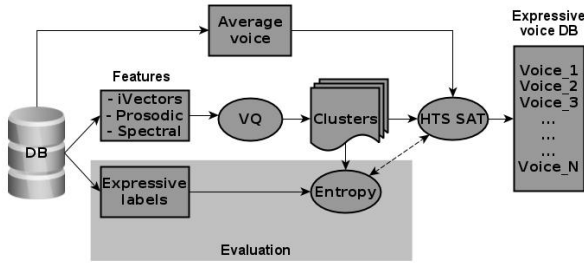 Average
voice
Expressive
voice DB
Features
- iVectors
- Prosodic
- Spectral
VQ
Clusters
HTS SAT
Voice_1
Voice_2
Voice_3
...
...
...
Voice_N
DB
Expressive
labels
Entropy
Evaluation